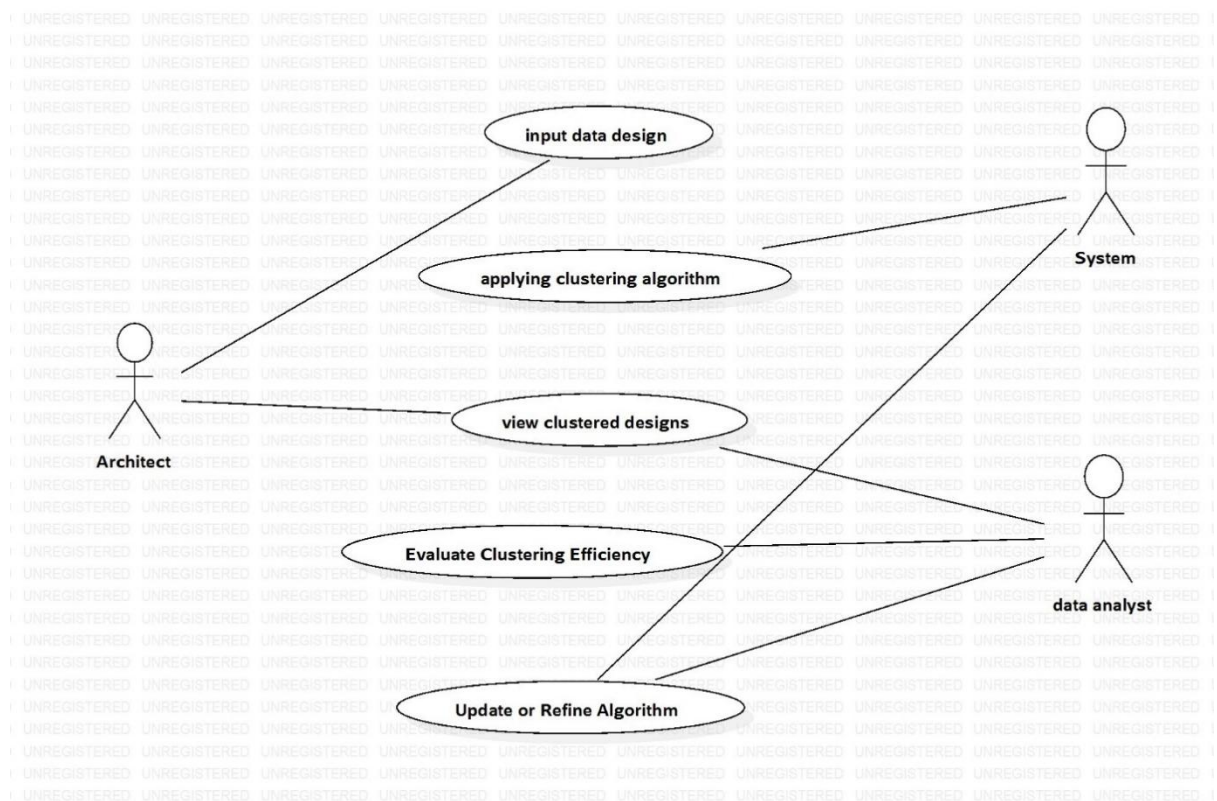 input data design
applying clustering algorithm
System
view clustered designs
Architect
Evaluate Clustering Efficiency
data analyst
Update or Refine Algorithm
UNREGISTERED